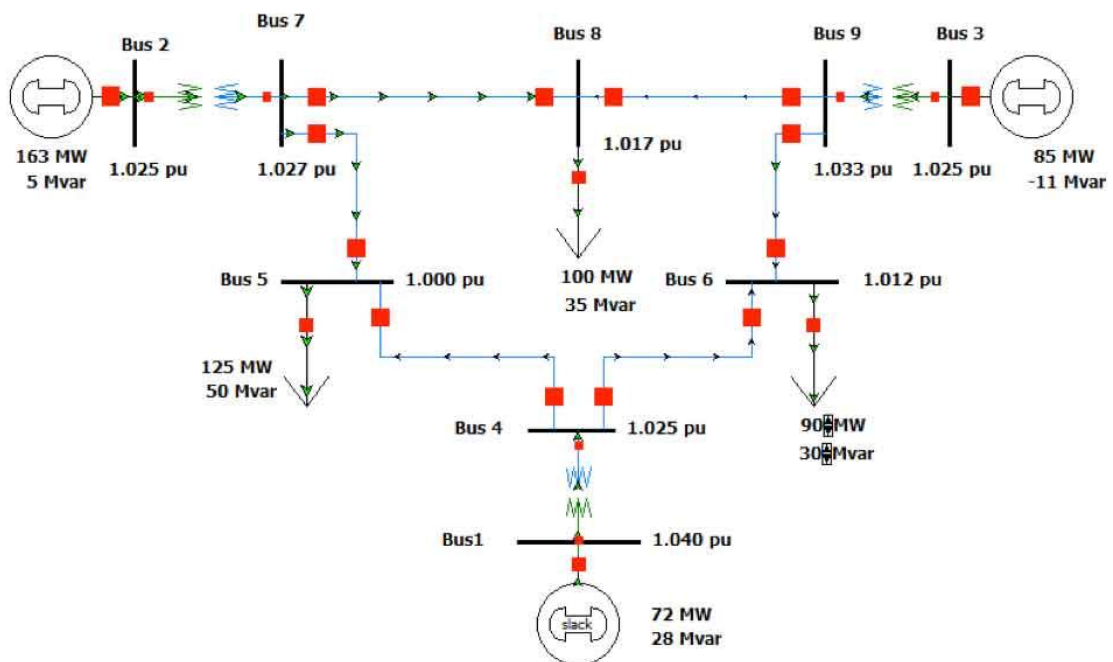 Bus 2
Bus 7
Bus 8
Bus 9
Bus 3
163 MW
5 Mvar
1.025 pu
1.027 pu
1.017 pu
1.033 pu
1.025 pu
85 MW
-11 Mvar
Bus 5
1.000 pu
100 MW
35 Mvar
Bus 6
1.012 pu
125 MW
50 Mvar
Bus 4
1.025 pu
90 MW
30 Mvar
Bus1
1.040 pu
slack
72 MW
28 Mvar